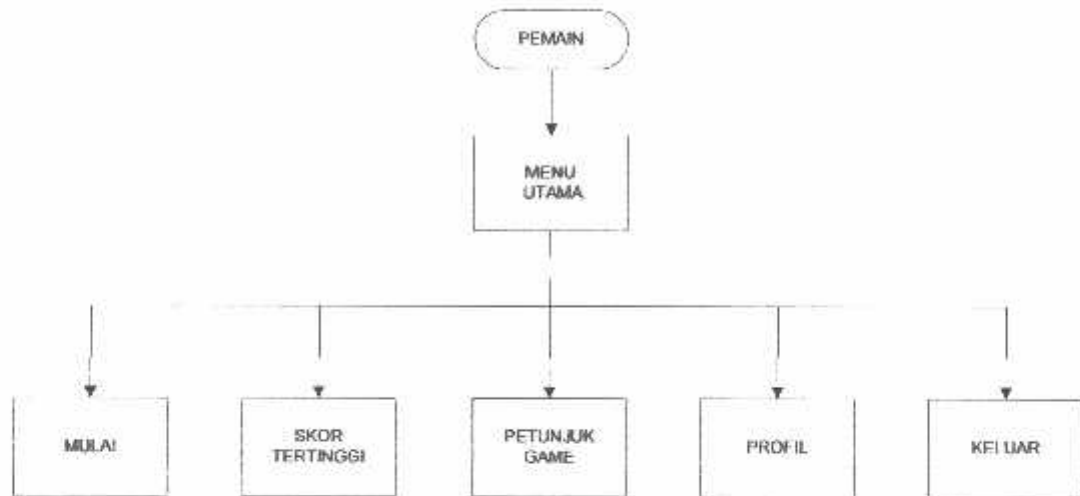 PEMAIN
MENU
UTAMA
MULAI
SKOR
TERTINGGI
PETUNJUK
GAME
PROFIL
KELUAR